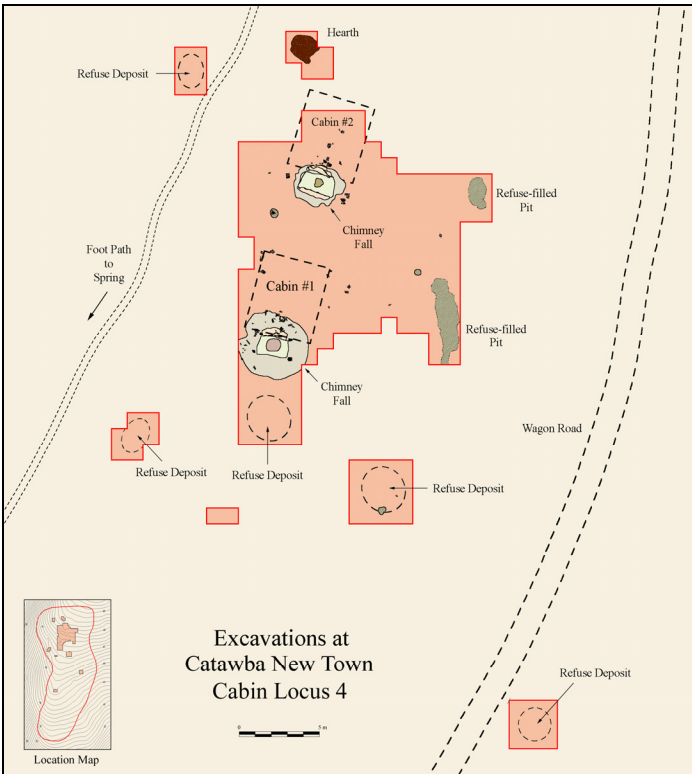 Hearth
Refuse Deposit
Cabin #2
Refuse-filled
Pit
Chimney
Fall
Foot Path
to
Spring
Cabin #1
Refuse-filled
Pit
Chimney
Fall
Wagon Road
Refuse Deposit
Refuse Deposit
Refuse Deposit
Excavations at
Catawba New Town
Cabin Locus 4
0
5 m
Refuse Deposit
Location Map